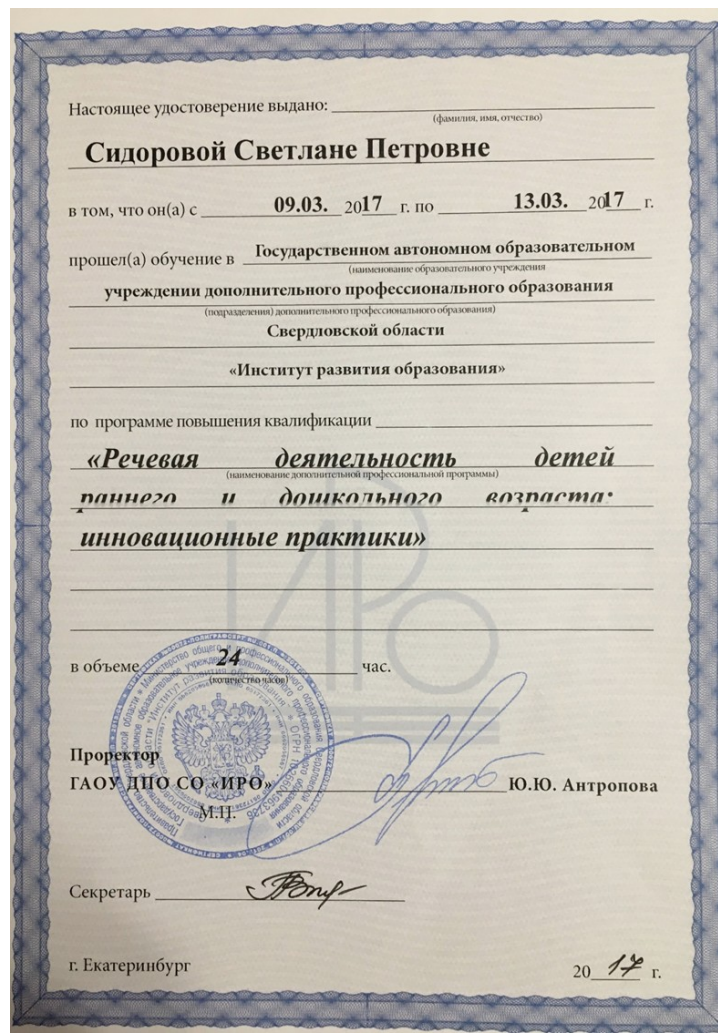 Настоящее удостоверение выдано:
(фамилия, имя, отчество)
Сидоровой Светлане Петровне
в том, что он(а) с 09.03. 2017 г. по 13.03. 2017 г.
прошел(а) обучение в Государственном автономном образовательном
(наименование образовательного учреждения
учреждении дополнительного профессионального образования
(подразделения) дополнительного профессионального образования)
Свердловской области
«Институт развития образования»
по программе повышения квалификации
«Речевая деятельность детей
(наименование дополнительной профессиональной программы)
раннего и дошкольного возраста:
инновационные практики»
ИРО
в объеме 24 час.
(количество часов)
Проректор
ГАОУ ДПО СО «ИРО» Ю.Ю. Антропова
М.П.
Секретарь
г. Екатеринбург 2017 г.